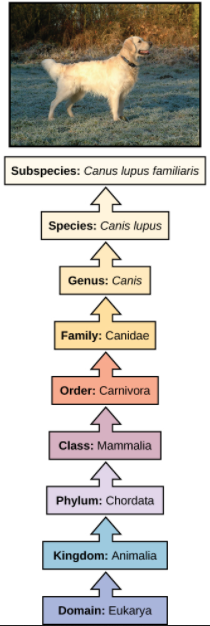 Subspecies: Canus lupus familiaris
Species: Canis lupus
Genus: Canis
Family: Canidae
Order: Carnivora
Class: Mammalia
Phylum: Chordata
Kingdom: Animalia
Domain: Eukarya